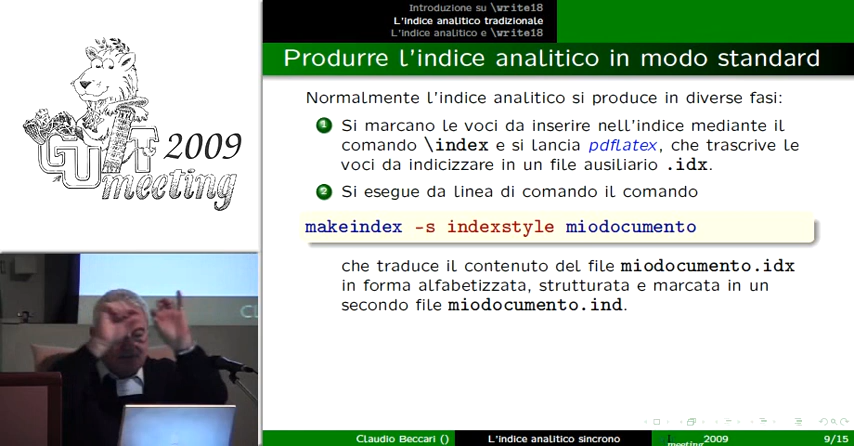 Introduzione su \write18
L'indice analitico tradizionale
L'indice analitico e \write18
Produrre l'indice analitico in modo standard
GUIT 2009
meeting
Normalmente l'indice analitico si produce in diverse fasi:
1 Si marcano le voci da inserire nell'indice mediante il
comando \index e si lancia pdflatex, che trascrive le
voci da indicizzare in un file ausiliario .idx.
2 Si esegue da linea di comando il comando
makeindex -s indexstyle miodocumento
che traduce il contenuto del file miodocumento.idx
in forma alfabetizzata, strutturata e marcata in un
secondo file miodocumento.ind.
Claudio Beccari ()
L'indice analitico sincrono
meeting 2009
9/15